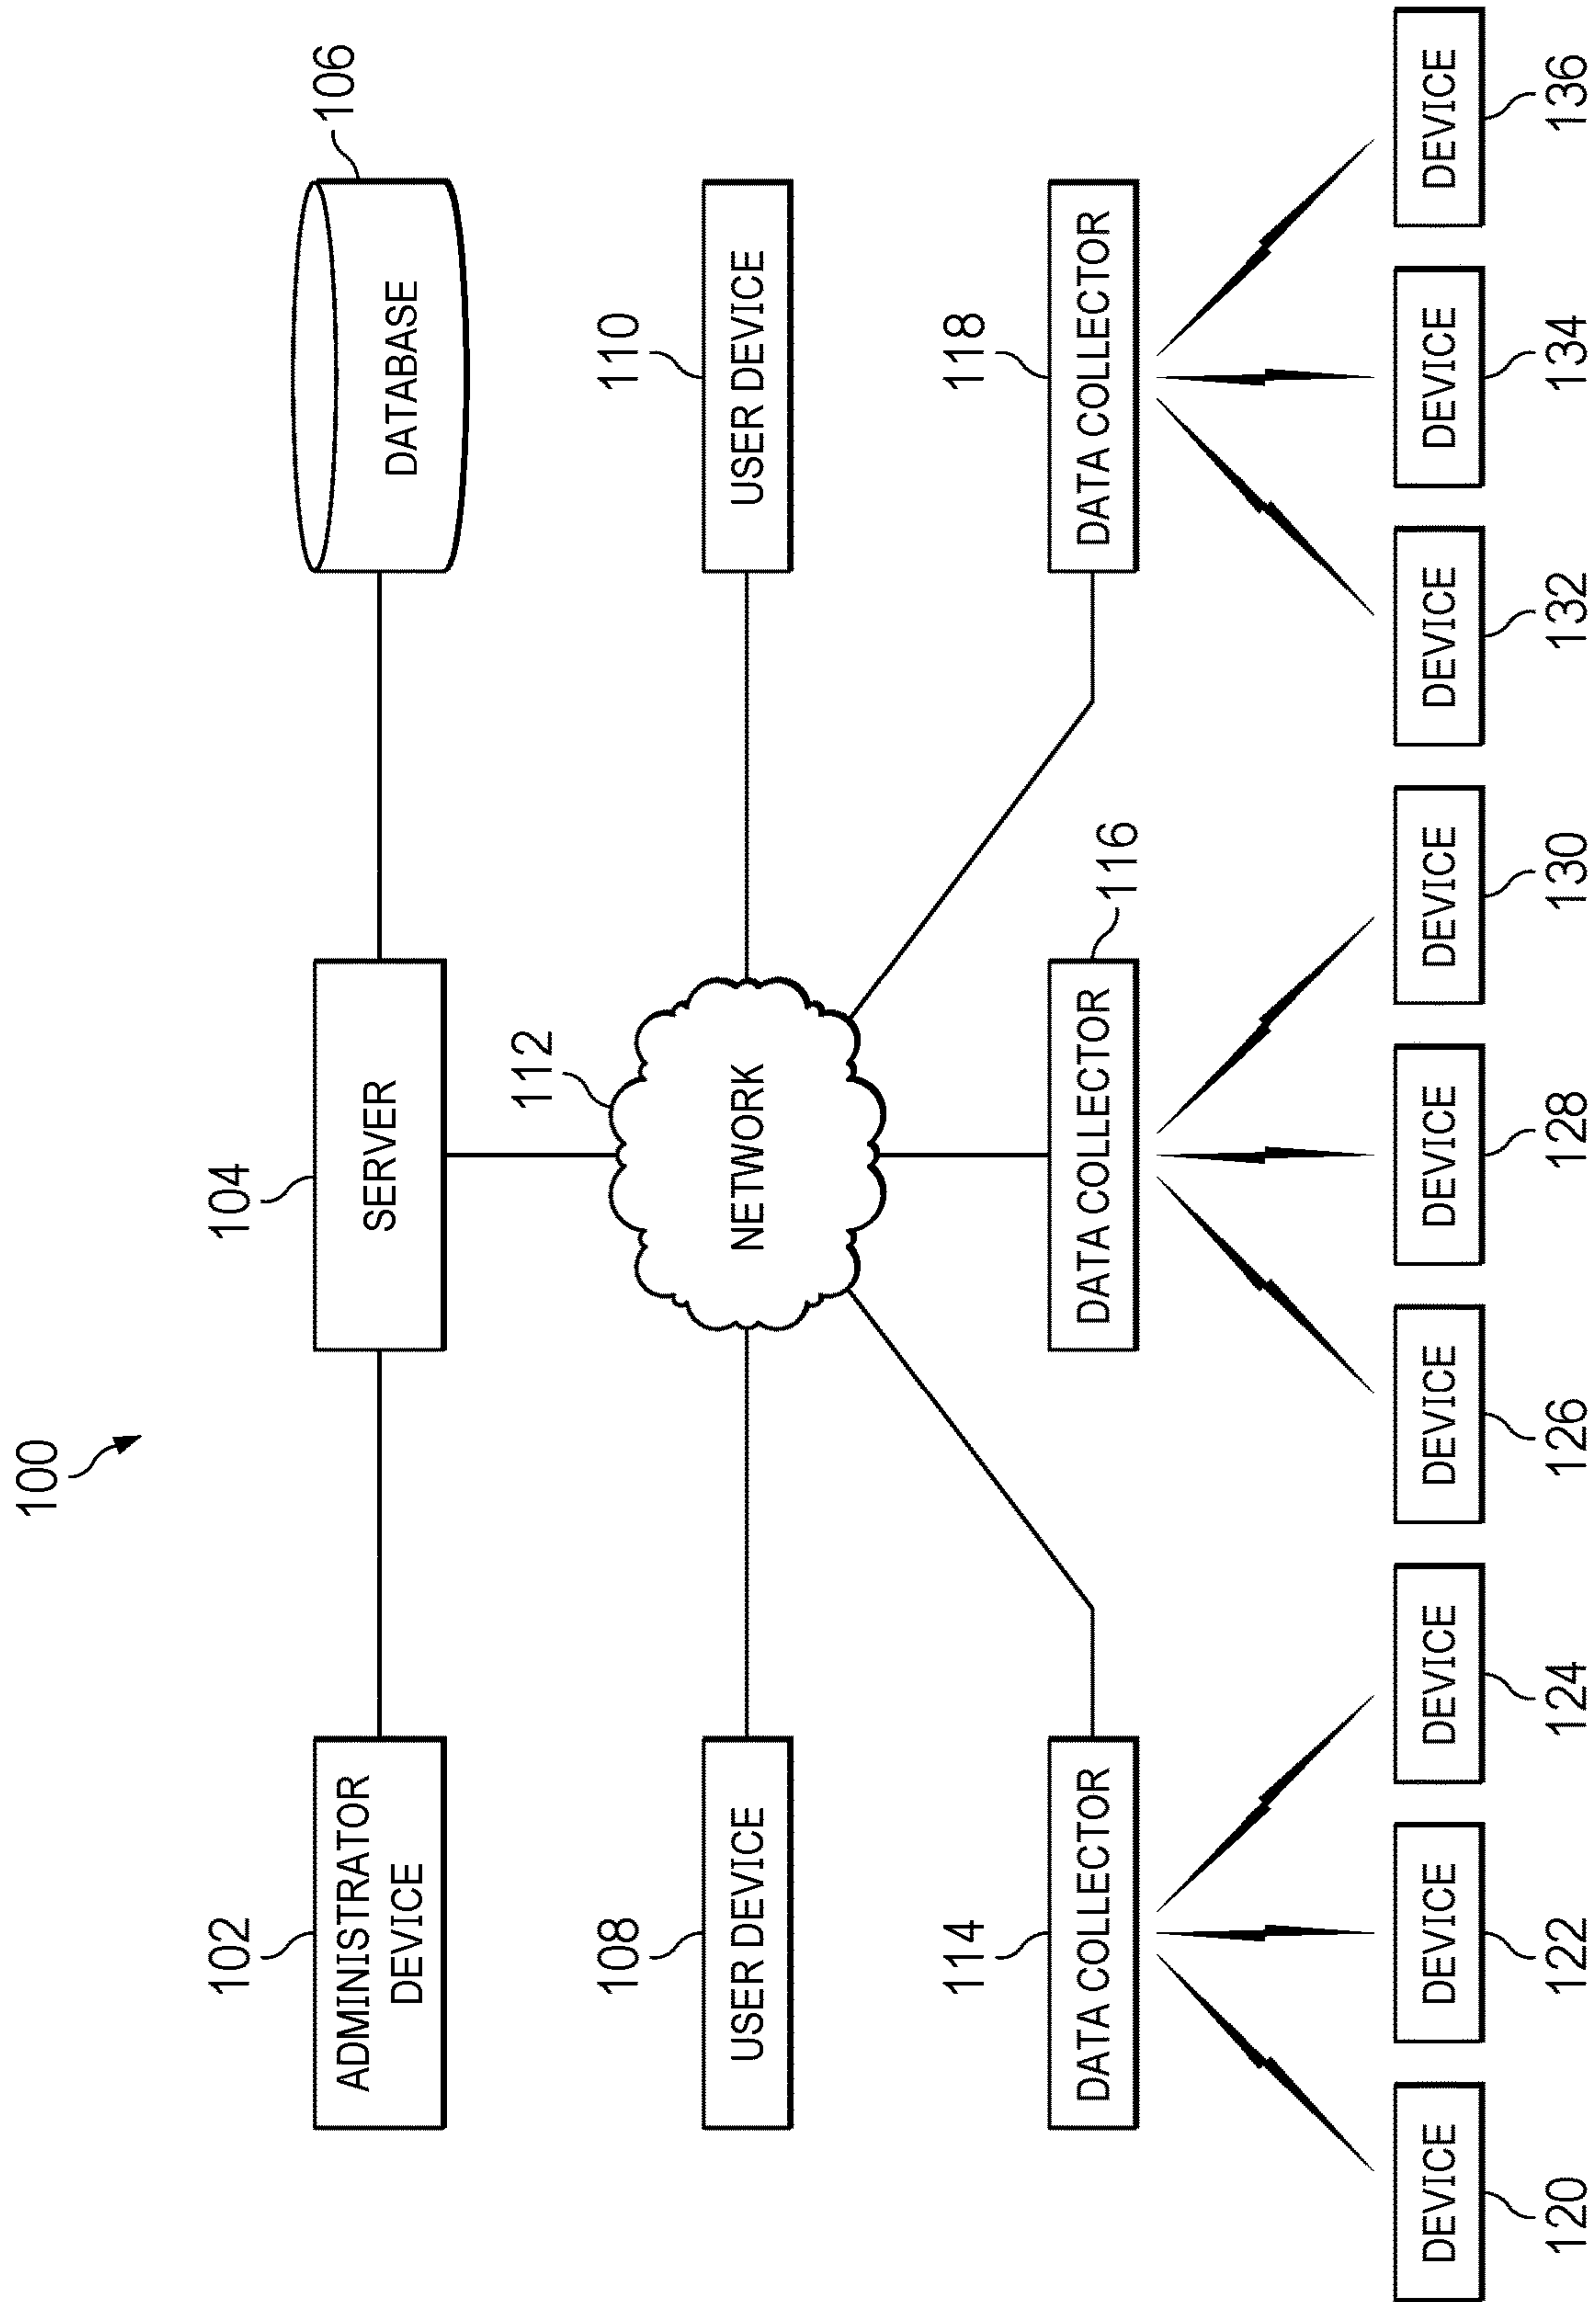 100
102
104
106
ADMINISTRATOR
DEVICE
SERVER
DATABASE
108
112
110
USER DEVICE
NETWORK
USER DEVICE
114
116
118
DATA COLLECTOR
DATA COLLECTOR
DATA COLLECTOR
DEVICE
DEVICE
DEVICE
DEVICE
DEVICE
DEVICE
DEVICE
DEVICE
DEVICE
120
122
124
126
128
130
132
134
136